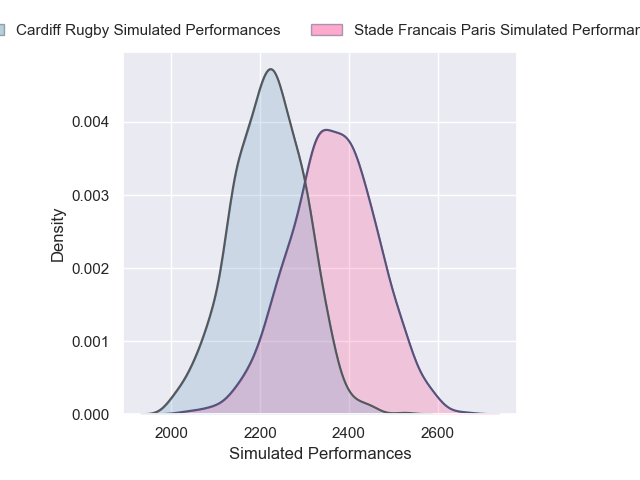 Cardiff Rugby Simulated Performances
Stade Francais Paris Simulated
0.004
0.003
0.002
0.001
0.000
Density
2000 2200 2400 2600
Simulated Performances